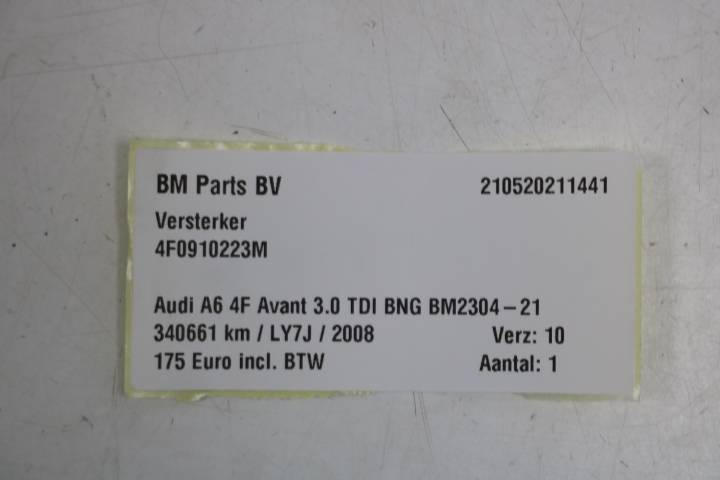 BM Parts BV 210520211441
Versterker
4F0910223M
Audi A6 4F Avant 3.0 TDI BNG BM2304-21
340661 km / LY7J / 2008 Verz: 10
175 Euro incl. BTW Aantal: 1